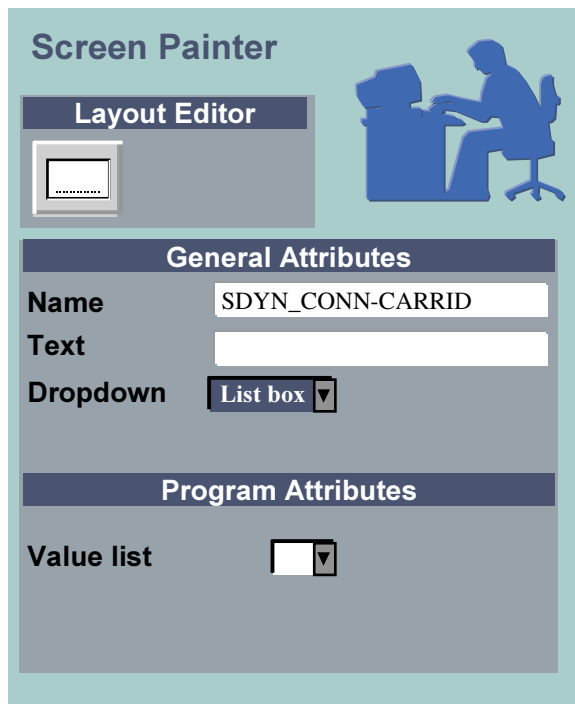 Screen Painter
Layout Editor
General Attributes
Name SDYN_CONN-CARRID
Text
Dropdown List box
Program Attributes
Value list